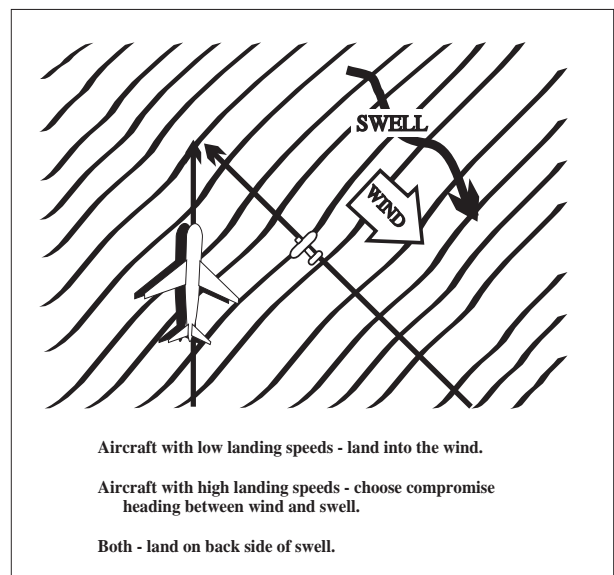 SWELL
WIND
Aircraft with low landing speeds - land into the wind.
Aircraft with high landing speeds - choose compromise
heading between wind and swell.
Both - land on back side of swell.